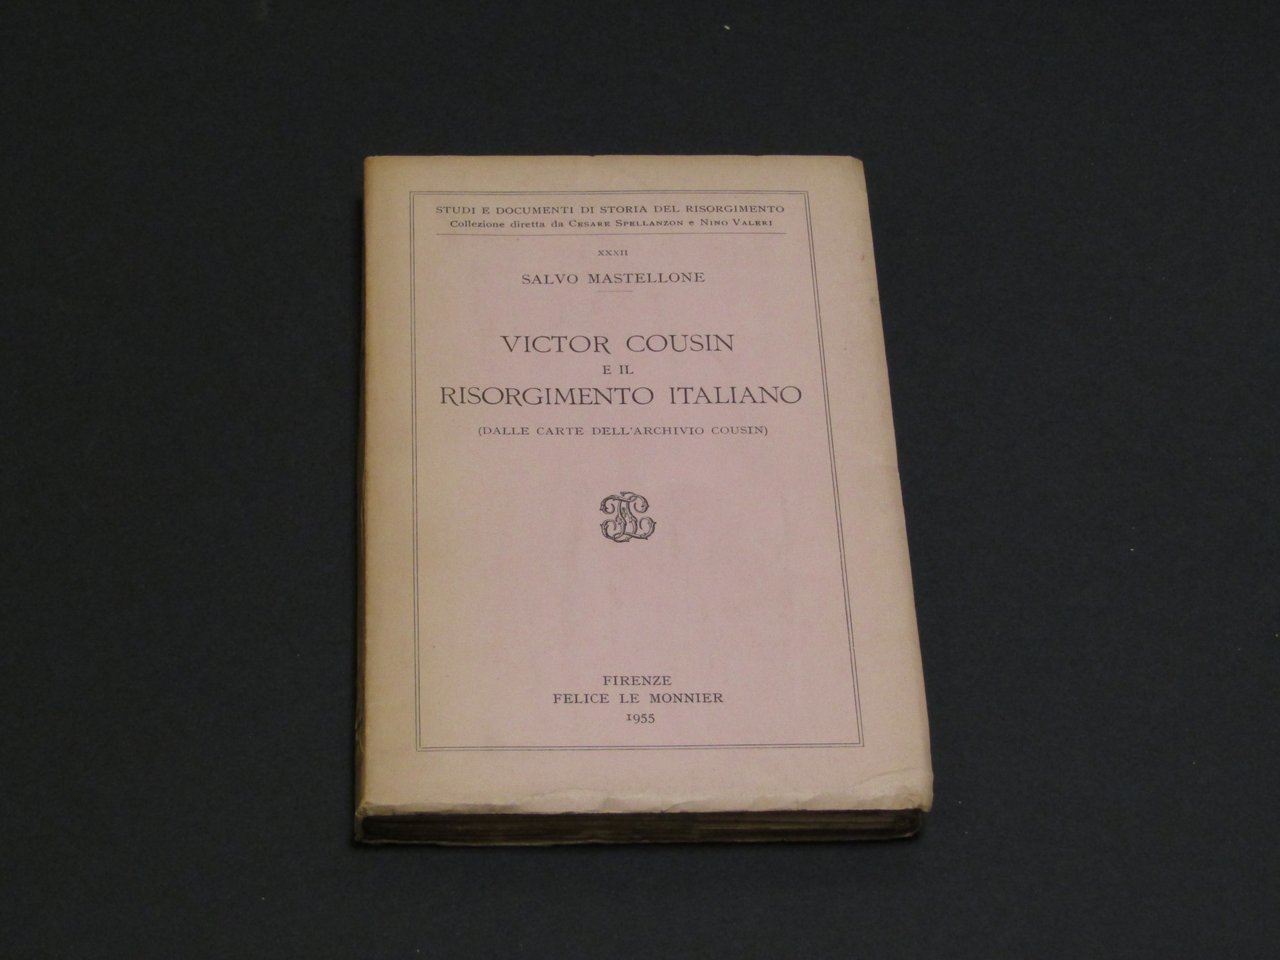 STUDI E DOCUMENTI DI STORIA DEL RISORGIMENTO
Collezione diretta da CESARE SPELLANZON e NINO VALERI
XXXII
SALVO MASTELLONE
VICTOR COUSIN
E IL
RISORGIMENTO ITALIANO
(DALLE CARTE DELL'ARCHIVIO COUSIN)
FIRENZE
FELICE LE MONNIER
1955